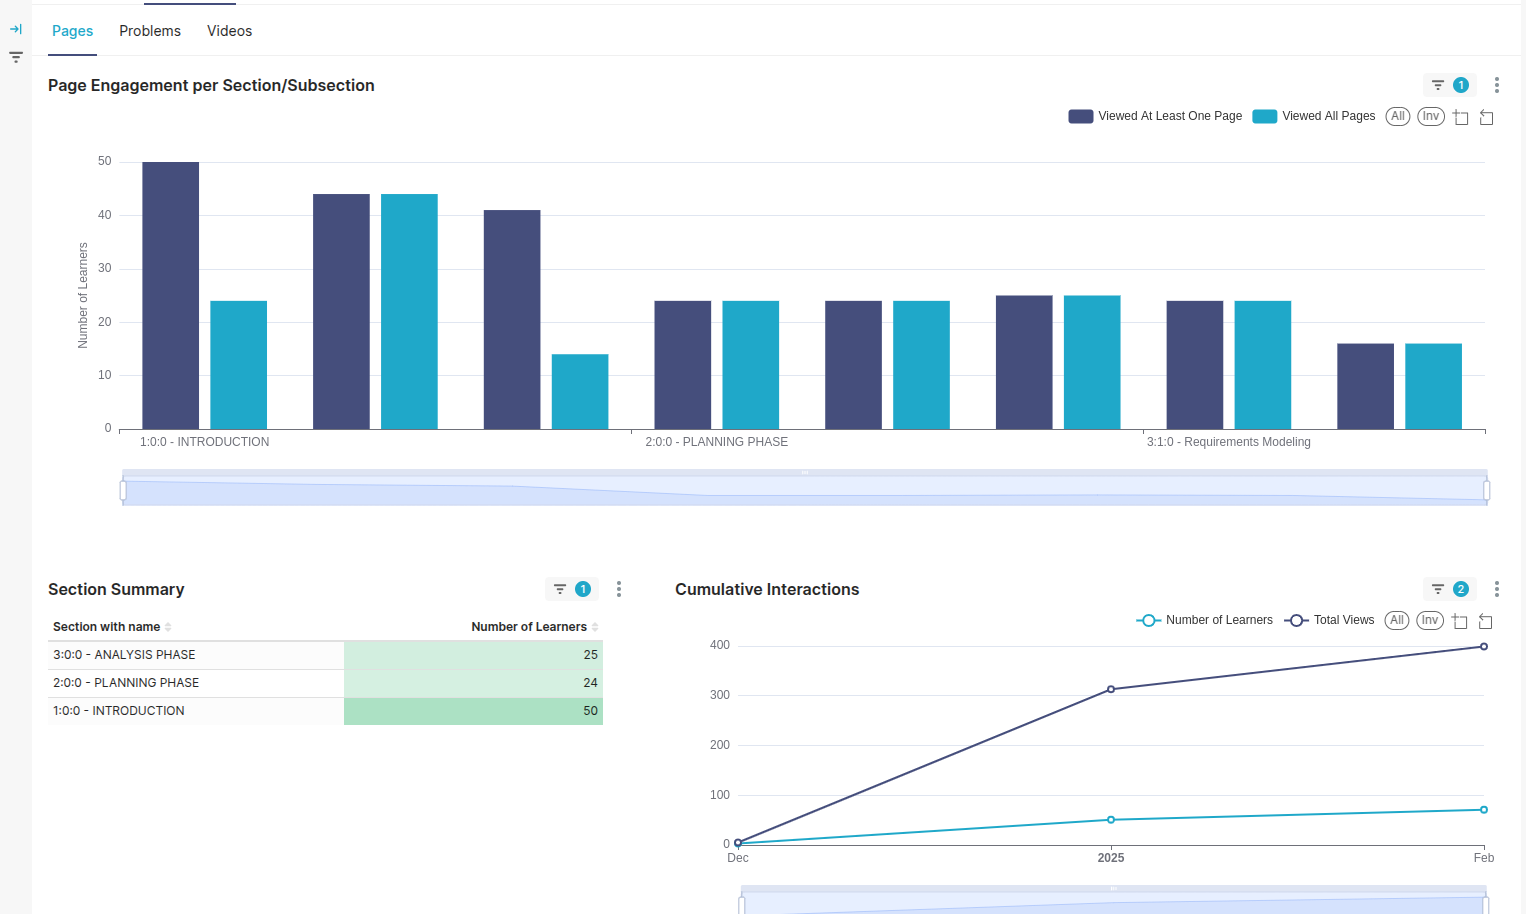 Pages Problems Videos
Page Engagement per Section/Subsection
1
Viewed At Least One Page Viewed All Pages All Inv
50
40
30
20
10
0
Number of Learners
1:0:0 - INTRODUCTION 2:0:0 - PLANNING PHASE 3:1:0 - Requirements Modeling
Section Summary
1
Section with name Number of Learners
3:0:0 - ANALYSIS PHASE 25
2:0:0 - PLANNING PHASE 24
1:0:0 - INTRODUCTION 50
Cumulative Interactions
2
Number of Learners Total Views All Inv
400
300
200
100
0
Dec 2025 Feb